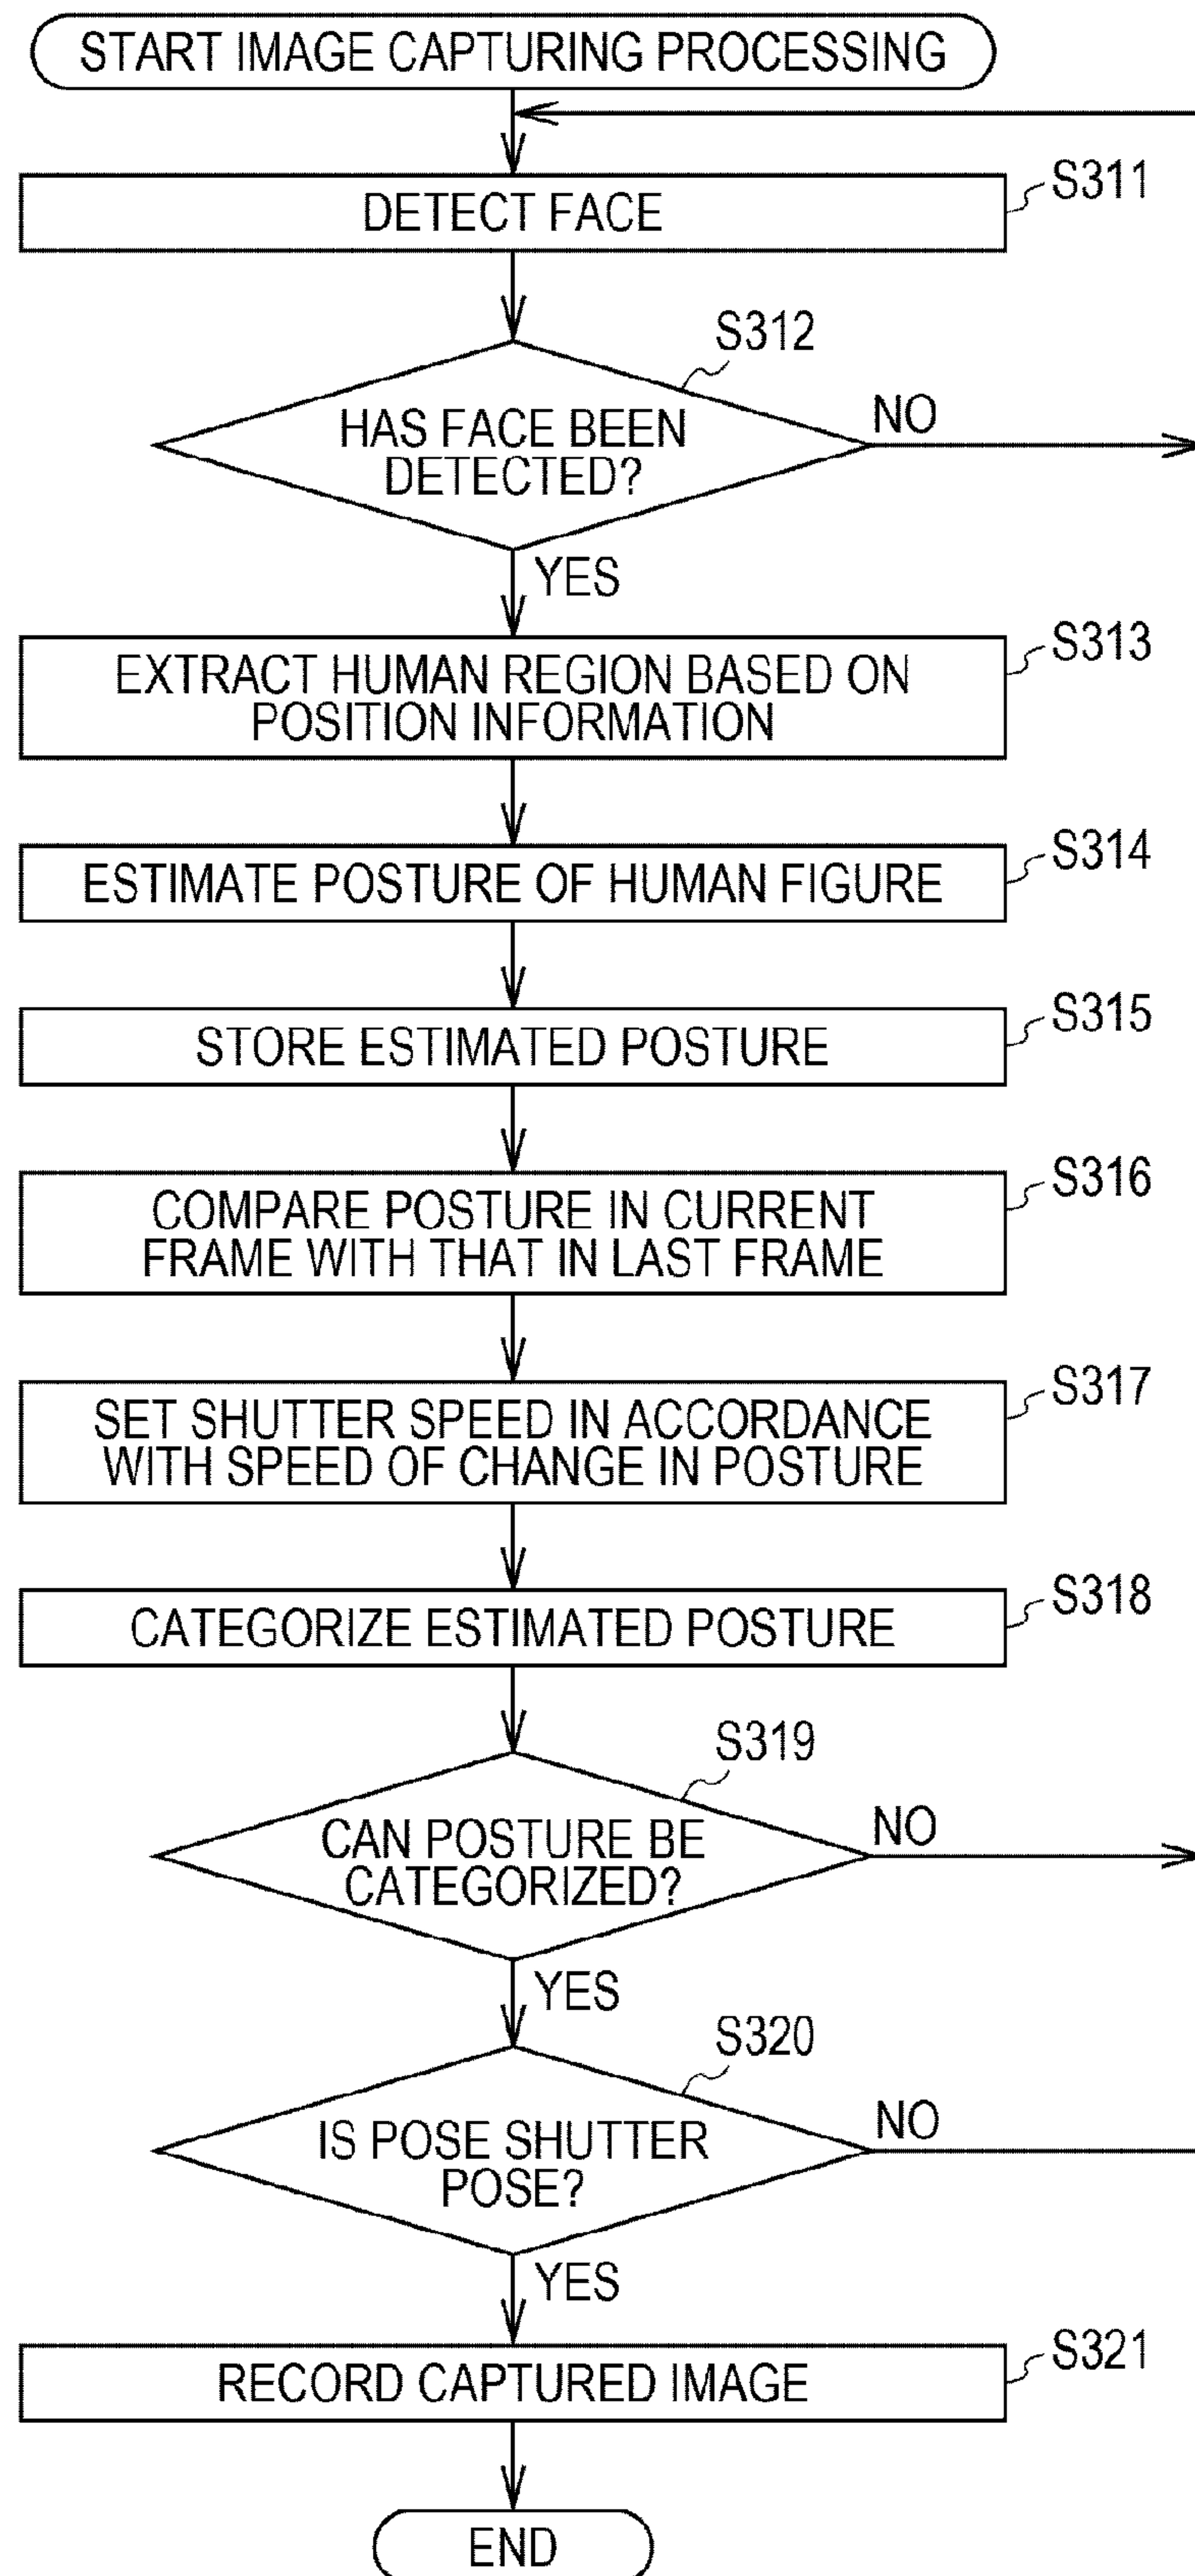 START IMAGE CAPTURING PROCESSING
S311
DETECT FACE
S312
HAS FACE BEEN
DETECTED?
NO
YES
S313
EXTRACT HUMAN REGION BASED ON
POSITION INFORMATION
S314
ESTIMATE POSTURE OF HUMAN FIGURE
S315
STORE ESTIMATED POSTURE
S316
COMPARE POSTURE IN CURRENT
FRAME WITH THAT IN LAST FRAME
S317
SET SHUTTER SPEED IN ACCORDANCE
WITH SPEED OF CHANGE IN POSTURE
S318
CATEGORIZE ESTIMATED POSTURE
S319
CAN POSTURE BE
CATEGORIZED?
NO
YES
S320
IS POSE SHUTTER
POSE?
NO
YES
S321
RECORD CAPTURED IMAGE
END